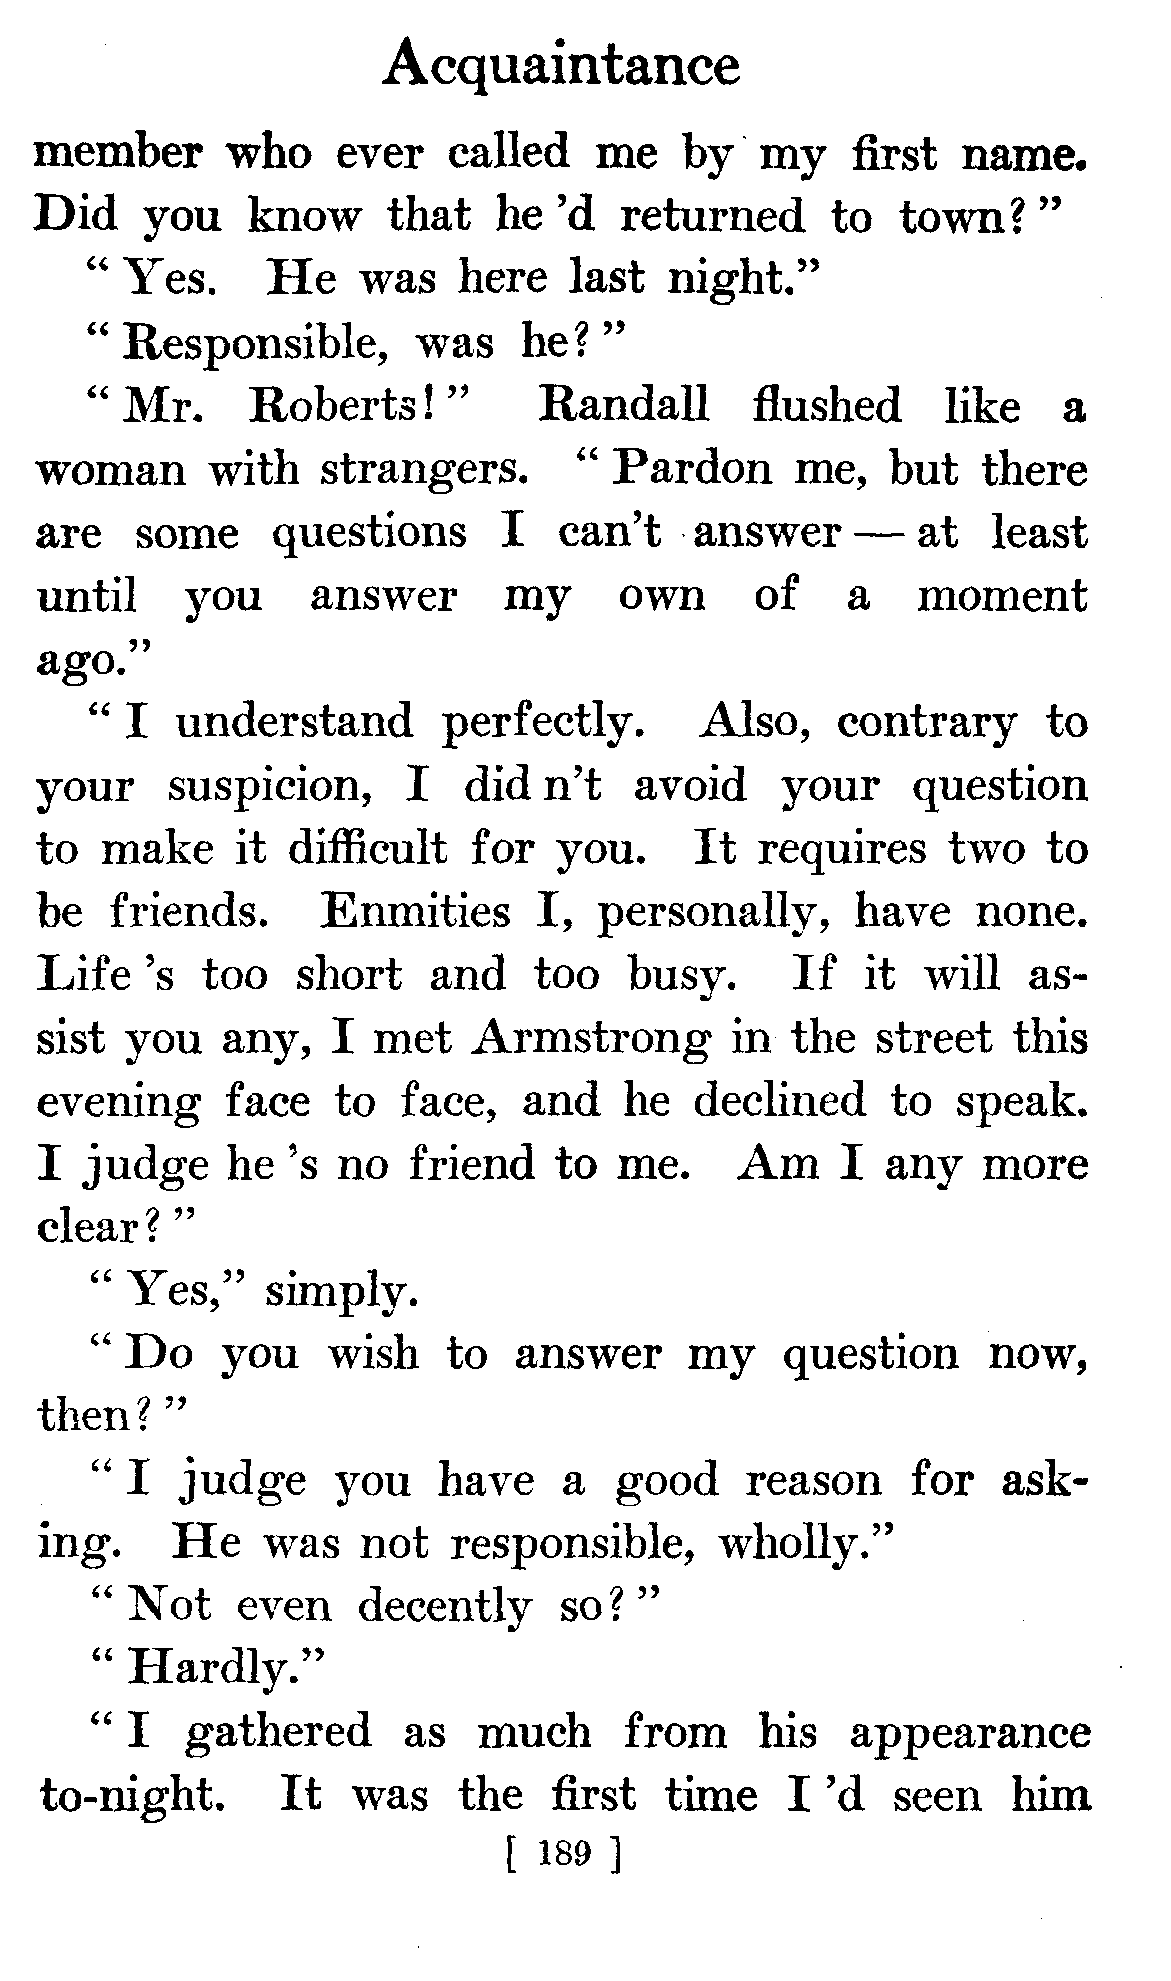 Acquaintance
member who ever called me by my first name.
Did you know that he 'd returned to town? ”
“ Yes. He was here last night.”
“ Responsible, was he? ”
“ Mr. Roberts! ” Randall flushed like a
woman with strangers. “ Pardon me, but there
are some questions I can't answer — at least
until you answer my own of a moment
ago.”
“ I understand perfectly. Also, contrary to
your suspicion, I did n't avoid your question
to make it difficult for you. It requires two to
be friends. Enmities I, personally, have none.
Life 's too short and too busy. If it will as-
sist you any, I met Armstrong in the street this
evening face to face, and he declined to speak.
I judge he 's no friend to me. Am I any more
clear? ”
“ Yes,” simply.
“ Do you wish to answer my question now,
then? ”
“ I judge you have a good reason for ask-
ing. He was not responsible, wholly.”
“ Not even decently so? ”
“ Hardly.”
“ I gathered as much from his appearance
to-night. It was the first time I 'd seen him
[ 189 ]